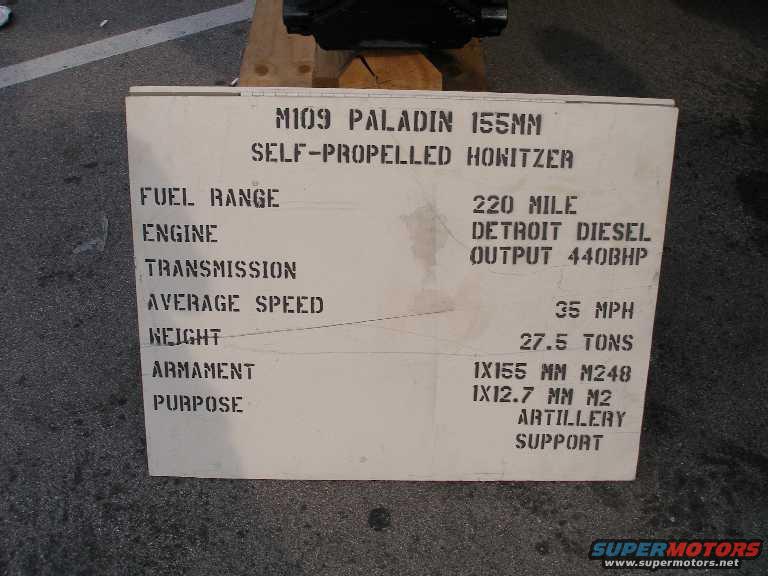 M109 PALADIN 155MM
SELF-PROPELLED HOWITZER
FUEL RANGE 220 MILE
ENGINE DETROIT DIESEL
OUTPUT 440BHP
TRANSMISSION
AVERAGE SPEED 35 MPH
WEIGHT 27.5 TONS
ARMAMENT 1X155 MM M248
1X12.7 MM M2
PURPOSE ARTILLERY
SUPPORT
SUPERMOTORS
www.supermotors.net